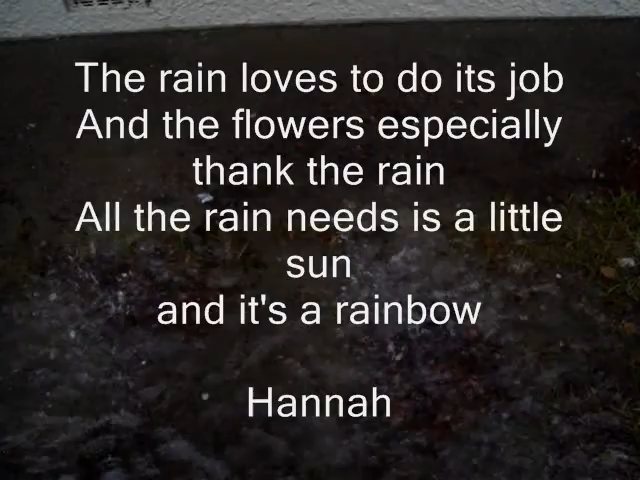 The rain loves to do its job
And the flowers especially
thank the rain
All the rain needs is a little
sun
and it's a rainbow
Hannah